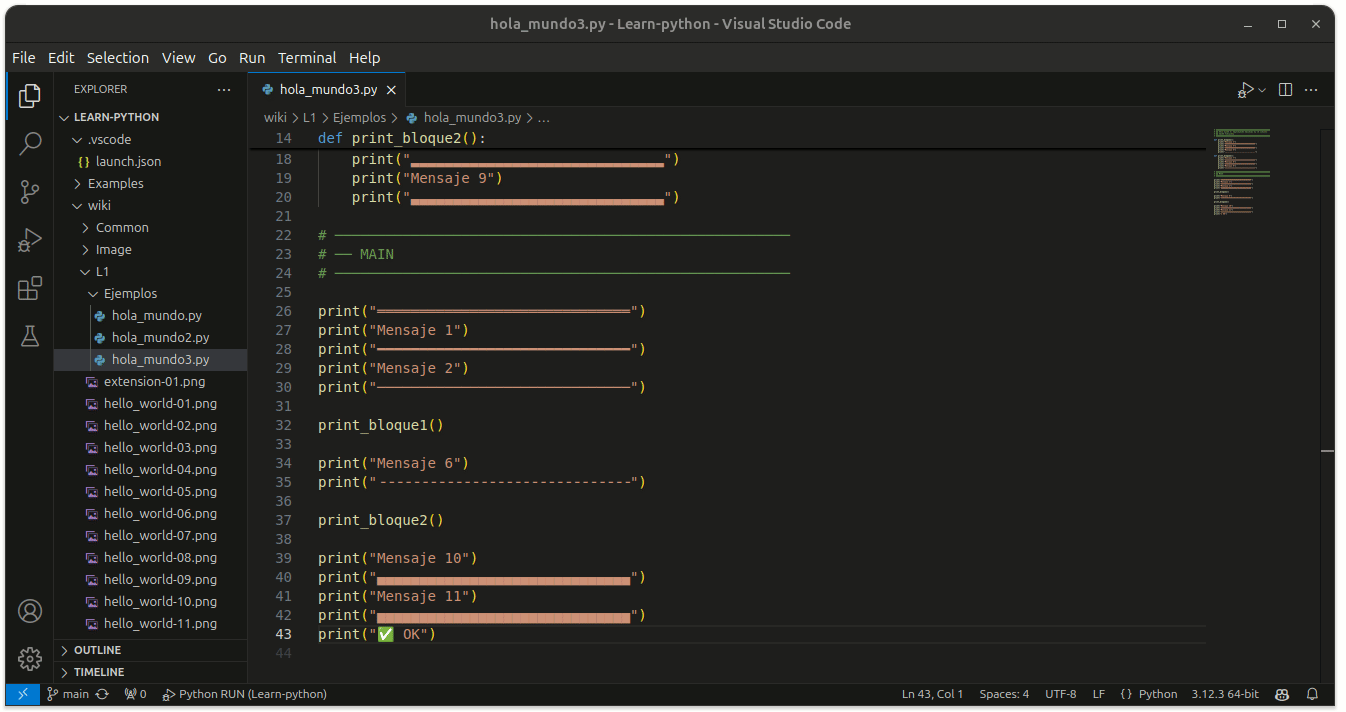 hola_mundo3.py - Learn-python - Visual Studio Code
File Edit Selection View Go Run Terminal Help
EXPLORER
LEARN-PYTHON
.vscode
{} launch.json
Examples
wiki
Common
Image
L1
Ejemplos
hola_mundo.py
hola_mundo2.py
hola_mundo3.py
extension-01.png
hello_world-01.png
hello_world-02.png
hello_world-03.png
hello_world-04.png
hello_world-05.png
hello_world-06.png
hello_world-07.png
hello_world-08.png
hello_world-09.png
hello_world-10.png
hello_world-11.png
OUTLINE
TIMELINE
hola_mundo3.py
wiki > L1 > Ejemplos > hola_mundo3.py > ...
14 def print_bloque2():
18 print("▄▄▄▄▄▄▄▄▄▄▄▄▄▄▄▄▄▄▄▄▄▄▄▄▄▄▄▄▄▄")
19 print("Mensaje 9")
20 print("▄▄▄▄▄▄▄▄▄▄▄▄▄▄▄▄▄▄▄▄▄▄▄▄▄▄▄▄▄▄")
21
22 # ──────────────────────────────────────────────────────
23 # ── MAIN
24 # ──────────────────────────────────────────────────────
25
26 print("══════════════════════════════")
27 print("Mensaje 1")
28 print("━━━━━━━━━━━━━━━━━━━━━━━━━━━━━━")
29 print("Mensaje 2")
30 print("──────────────────────────────")
31
32 print_bloque1()
33
34 print("Mensaje 6")
35 print("------------------------------")
36
37 print_bloque2()
38
39 print("Mensaje 10")
40 print("▄▄▄▄▄▄▄▄▄▄▄▄▄▄▄▄▄▄▄▄▄▄▄▄▄▄▄▄▄▄")
41 print("Mensaje 11")
42 print("▄▄▄▄▄▄▄▄▄▄▄▄▄▄▄▄▄▄▄▄▄▄▄▄▄▄▄▄▄▄")
43 print("✅ OK")
44
main 0 Python RUN (Learn-python) Ln 43, Col 1 Spaces: 4 UTF-8 LF {} Python 3.12.3 64-bit